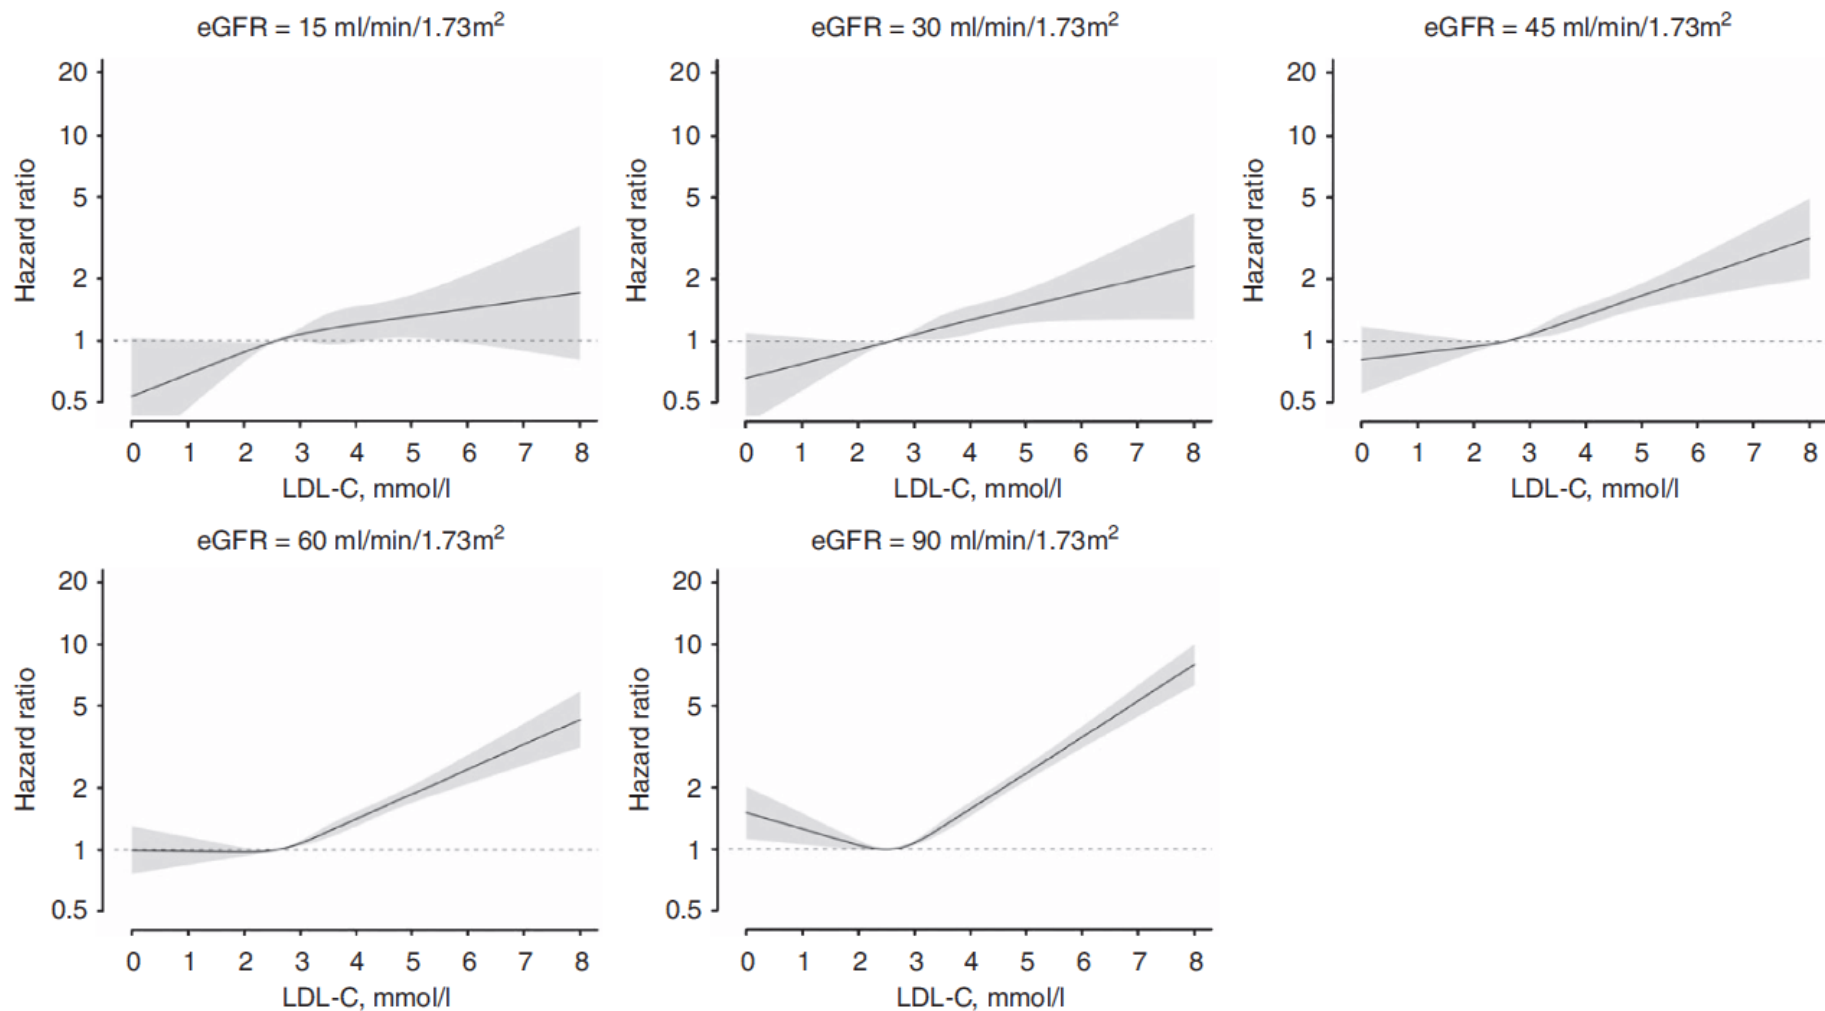 eGFR = 15 ml/min/1.73m²
eGFR = 30 ml/min/1.73m²
eGFR = 45 ml/min/1.73m²
Hazard ratio
20
10
5
2
1
0.5
0 1 2 3 4 5 6 7 8
LDL-C, mmol/l
Hazard ratio
20
10
5
2
1
0.5
0 1 2 3 4 5 6 7 8
LDL-C, mmol/l
Hazard ratio
20
10
5
2
1
0.5
0 1 2 3 4 5 6 7 8
LDL-C, mmol/l
eGFR = 60 ml/min/1.73m²
eGFR = 90 ml/min/1.73m²
Hazard ratio
20
10
5
2
1
0.5
0 1 2 3 4 5 6 7 8
LDL-C, mmol/l
Hazard ratio
20
10
5
2
1
0.5
0 1 2 3 4 5 6 7 8
LDL-C, mmol/l